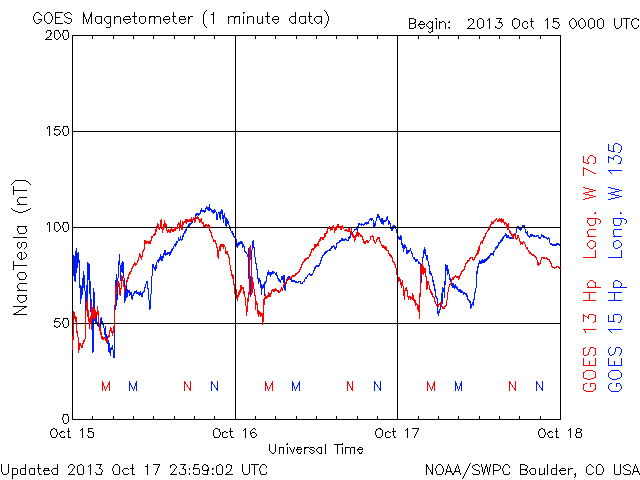 GOES Magnetometer (1 minute data)
Begin: 2013 Oct 15 0000 UTC
200
150
100
50
0
NanoTesla (nT)
GOES 13 Hp Long. W 75
GOES 15 Hp Long. W 135
M M N N M M N N M M N N
Oct 15 Oct 16 Oct 17 Oct 18
Universal Time
Updated 2013 Oct 17 23:59:02 UTC
NOAA/SWPC Boulder, CO USA